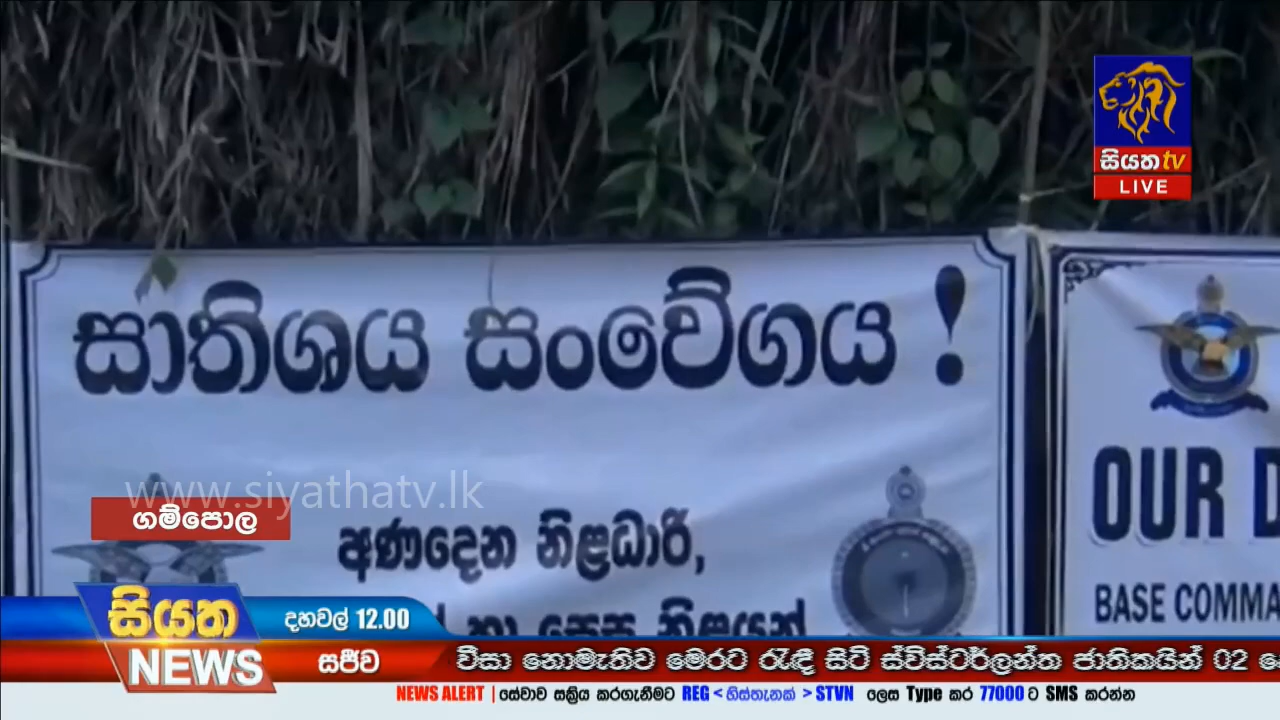 සියත tv
LIVE
සාතිශය සංවේගය !
www.siyathatv.lk
ගම්පොල
අණදෙන නිළධාරී,
හා සෙසු නිළයන්
OUR D
BASE COMMA
සියත
NEWS
දහවල් 12.00
සජීව
වීසා නොමැතිව මෙරට රැඳී සිටි ස්විස්ටර්ලන්ත ජාතිකයින් 02
NEWS ALERT | සේවාව සක්‍රිය කරගැනීමට REG < හිස්තැනක් > STVN ලෙස Type කර 77000 ට SMS කරන්න